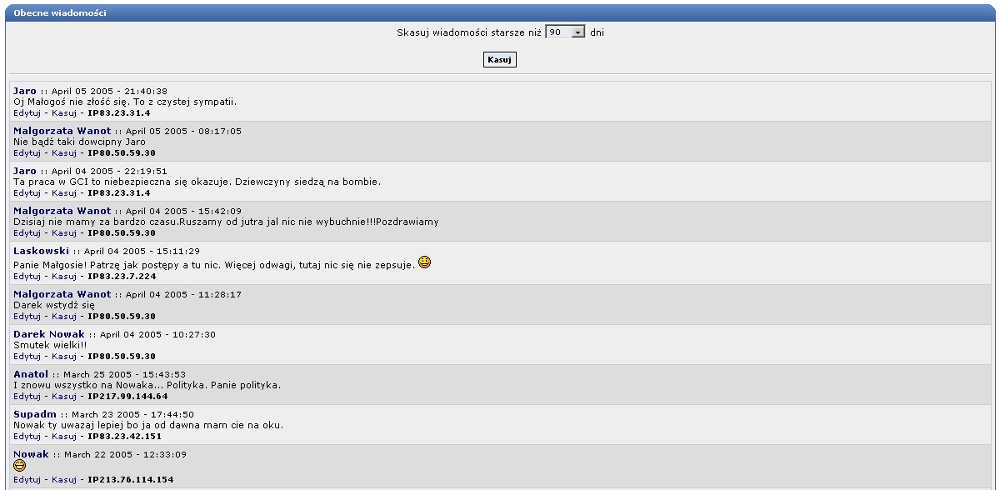 Obecne wiadomości
Skasuj wiadomości starsze niż 90 dni
Kasuj
Jaro :: April 05 2005 - 21:40:38
Oj Małogoś nie złość się. To z czystej sympatii.
Edytuj - Kasuj - IP83.23.31.4
Malgorzata Wanot :: April 05 2005 - 08:17:05
Nie bądź taki dowcipny Jaro
Edytuj - Kasuj - IP80.50.59.30
Jaro :: April 04 2005 - 22:19:51
Ta praca w GCI to niebezpieczna się okazuje. Dziewczyny siedzą na bombie.
Edytuj - Kasuj - IP83.23.31.4
Malgorzata Wanot :: April 04 2005 - 15:42:09
Dzisiaj nie mamy za bardzo czasu.Ruszamy od jutra jal nic nie wybuchnie!!!Pozdrawiamy
Edytuj - Kasuj - IP80.50.59.30
Laskowski :: April 04 2005 - 15:11:29
Panie Małgosie! Patrzę jak postępy a tu nic. Więcej odwagi, tutaj nic się nie zepsuje.
Edytuj - Kasuj - IP83.23.7.224
Malgorzata Wanot :: April 04 2005 - 11:28:17
Darek wstydź się
Edytuj - Kasuj - IP80.50.59.30
Darek Nowak :: April 04 2005 - 10:27:30
Smutek wielki!!
Edytuj - Kasuj - IP80.50.59.30
Anatol :: March 25 2005 - 15:43:53
I znowu wszystko na Nowaka... Polityka. Panie polityka.
Edytuj - Kasuj - IP217.99.144.64
Supadm :: March 23 2005 - 17:44:50
Nowak ty uwazaj lepiej bo ja od dawna mam cie na oku.
Edytuj - Kasuj - IP83.23.42.151
Nowak :: March 22 2005 - 12:33:09
Edytuj - Kasuj - IP213.76.114.154